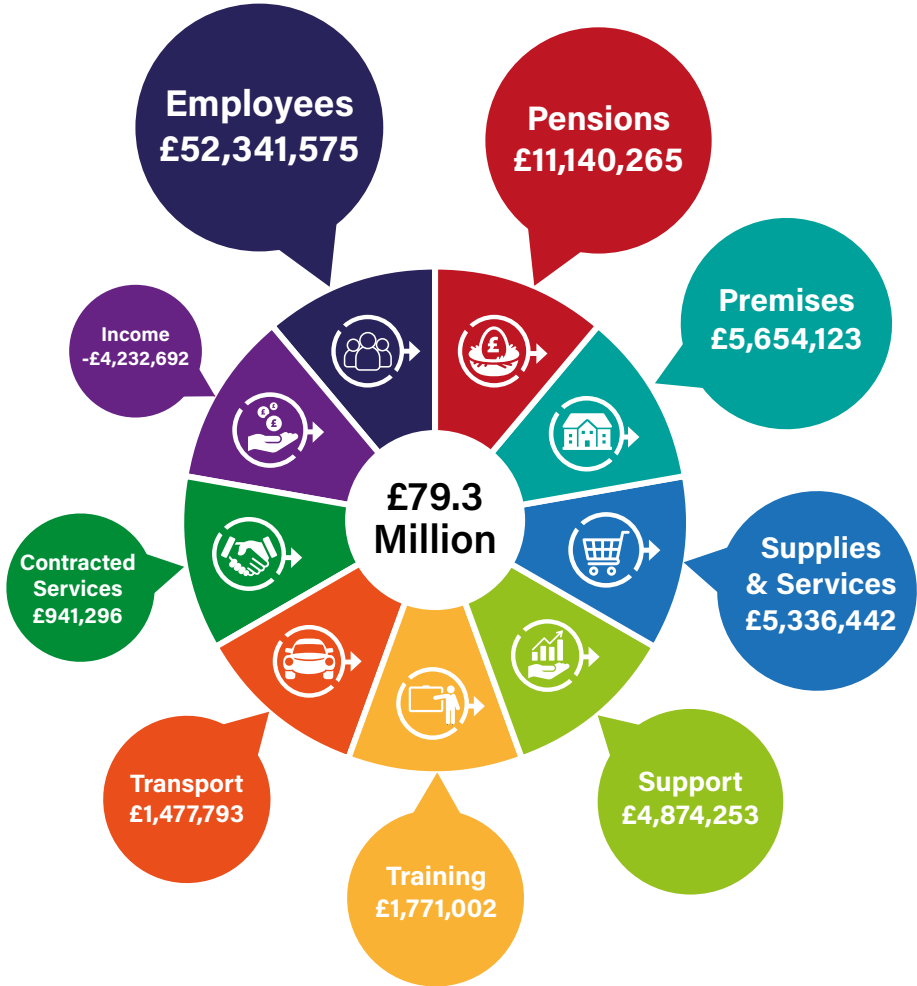 Employees
£52,341,575
Pensions
£11,140,265
Premises
£5,654,123
Supplies
& Services
£5,336,442
Support
£4,874,253
Training
£1,771,002
Transport
£1,477,793
Contracted
Services
£941,296
Income
-£4,232,692
£79.3
Million
£
£
£
£